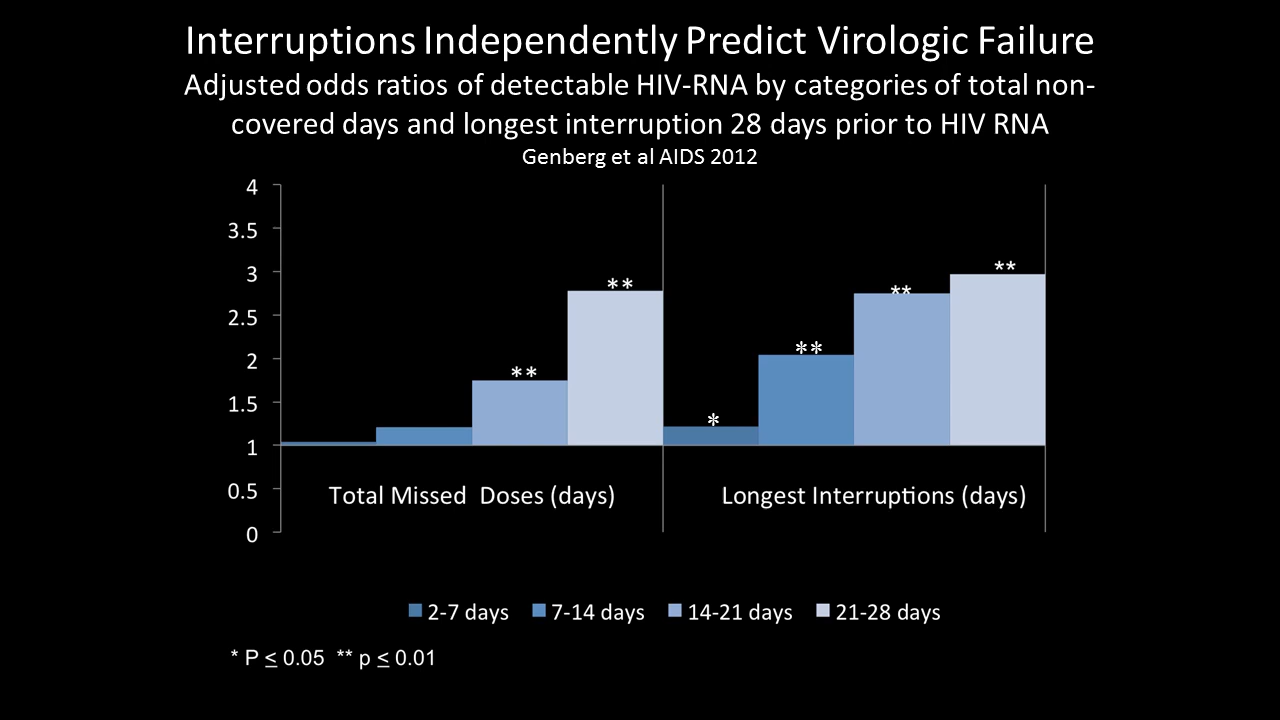 Interruptions Independently Predict Virologic Failure
Adjusted odds ratios of detectable HIV-RNA by categories of total non-
covered days and longest interruption 28 days prior to HIV RNA
Genberg et al AIDS 2012
4
3.5
3
2.5
2
1.5
1
0.5
0
**
**
*
**
**
**
Total Missed Doses (days)
Longest Interruptions (days)
2-7 days 7-14 days 14-21 days 21-28 days
* P ≤ 0.05 ** p ≤ 0.01